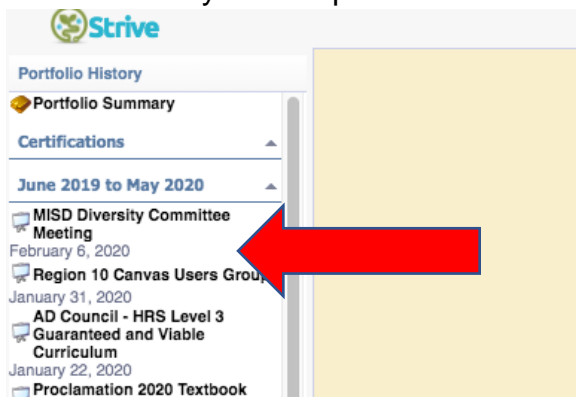 Strive
Portfolio History
Portfolio Summary
Certifications
June 2019 to May 2020
MISD Diversity Committee
Meeting
February 6, 2020
Region 10 Canvas Users Group
January 31, 2020
AD Council - HRS Level 3
Guaranteed and Viable
Curriculum
January 22, 2020
Proclamation 2020 Textbook